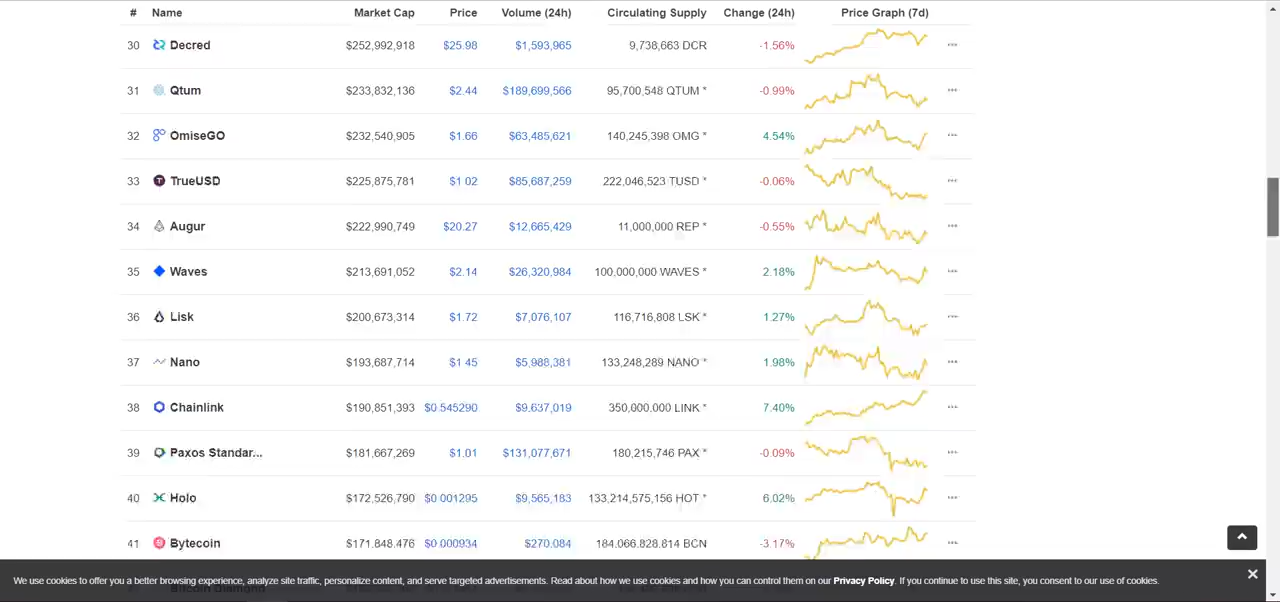 # Name Market Cap Price Volume (24h) Circulating Supply Change (24h) Price Graph (7d)
30 Decred $252,992,918 $25.98 $1,593,965 9,738,663 DCR -1.56%
31 Qtum $233,832,136 $2.44 $189,699,566 95,700,548 QTUM * -0.99%
32 OmiseGO $232,540,905 $1.66 $63,485,621 140,245,398 OMG * 4.54%
33 TrueUSD $225,875,781 $1.02 $85,687,259 222,046,523 TUSD * -0.06%
34 Augur $222,990,749 $20.27 $12,665,429 11,000,000 REP * -0.55%
35 Waves $213,691,052 $2.14 $26,320,984 100,000,000 WAVES * 2.18%
36 Lisk $200,673,314 $1.72 $7,076,107 116,716,808 LSK * 1.27%
37 Nano $193,687,714 $1.45 $5,988,381 133,248,289 NANO * 1.98%
38 Chainlink $190,851,393 $0.545290 $9,637,019 350,000,000 LINK * 7.40%
39 Paxos Standar... $181,667,269 $1.01 $131,077,671 180,215,746 PAX * -0.09%
40 Holo $172,526,790 $0.001295 $9,565,183 133,214,575,156 HOT * 6.02%
41 Bytecoin $171,848,476 $0.000934 $270,084 184,066,828,814 BCN -3.17%
We use cookies to offer you a better browsing experience, analyze site traffic, personalize content, and serve targeted advertisements. Read about how we use cookies and how you can control them on our Privacy Policy. If you continue to use this site, you consent to our use of cookies.